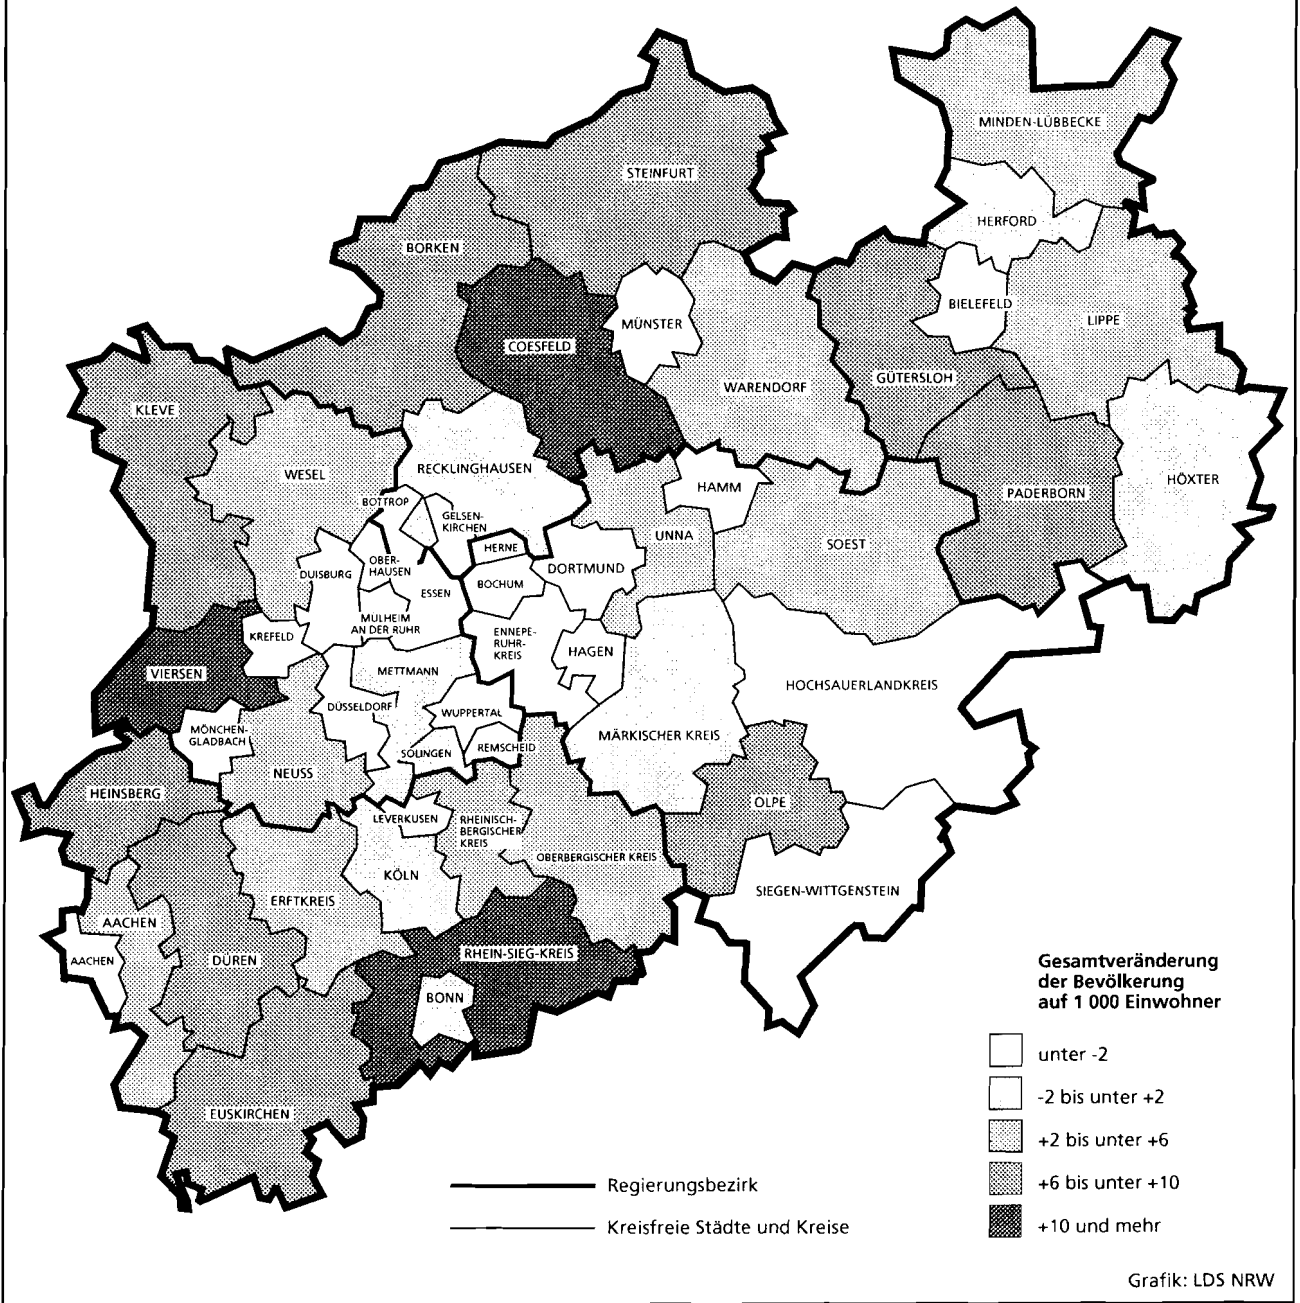 MINDEN-LÜBBECKE
STEINFURT
HERFORD
BORKEN
BIELEFELD
LIPPE
MÜNSTER
COESFELD
GÜTERSLOH
WARENDORF
KLEVE
RECKLINGHAUSEN
WESEL
HÖXTER
HAMM
PADERBORN
BOTTROP
GELSEN-
KIRCHEN
UNNA
SOEST
HERNE
OBER-
HAUSEN
DORTMUND
DUISBURG
BOCHUM
ESSEN
MULHEIM
AN DER RUHR
KREFELD
ENNEPE-
RUHR-
KREIS
HAGEN
VIERSEN
METTMANN
HOCHSAUERLANDKREIS
DÜSSELDORF
WUPPERTAL
MÖNCHEN-
GLADBACH
MÄRKISCHER KREIS
SOLINGEN
REMSCHEID
NEUSS
HEINSBERG
OLPE
LEVERKUSEN
RHEINISCH-
BERGISCHER
KREIS
OBERBERGISCHER KREIS
KÖLN
SIEGEN-WITTGENSTEIN
ERFTKREIS
AACHEN
RHEIN-SIEG-KREIS
AACHEN
DÜREN
BONN
EUSKIRCHEN
Gesamtveränderung
der Bevölkerung
auf 1 000 Einwohner
unter -2
-2 bis unter +2
+2 bis unter +6
+6 bis unter +10
+10 und mehr
Regierungsbezirk
Kreisfreie Städte und Kreise
Grafik: LDS NRW